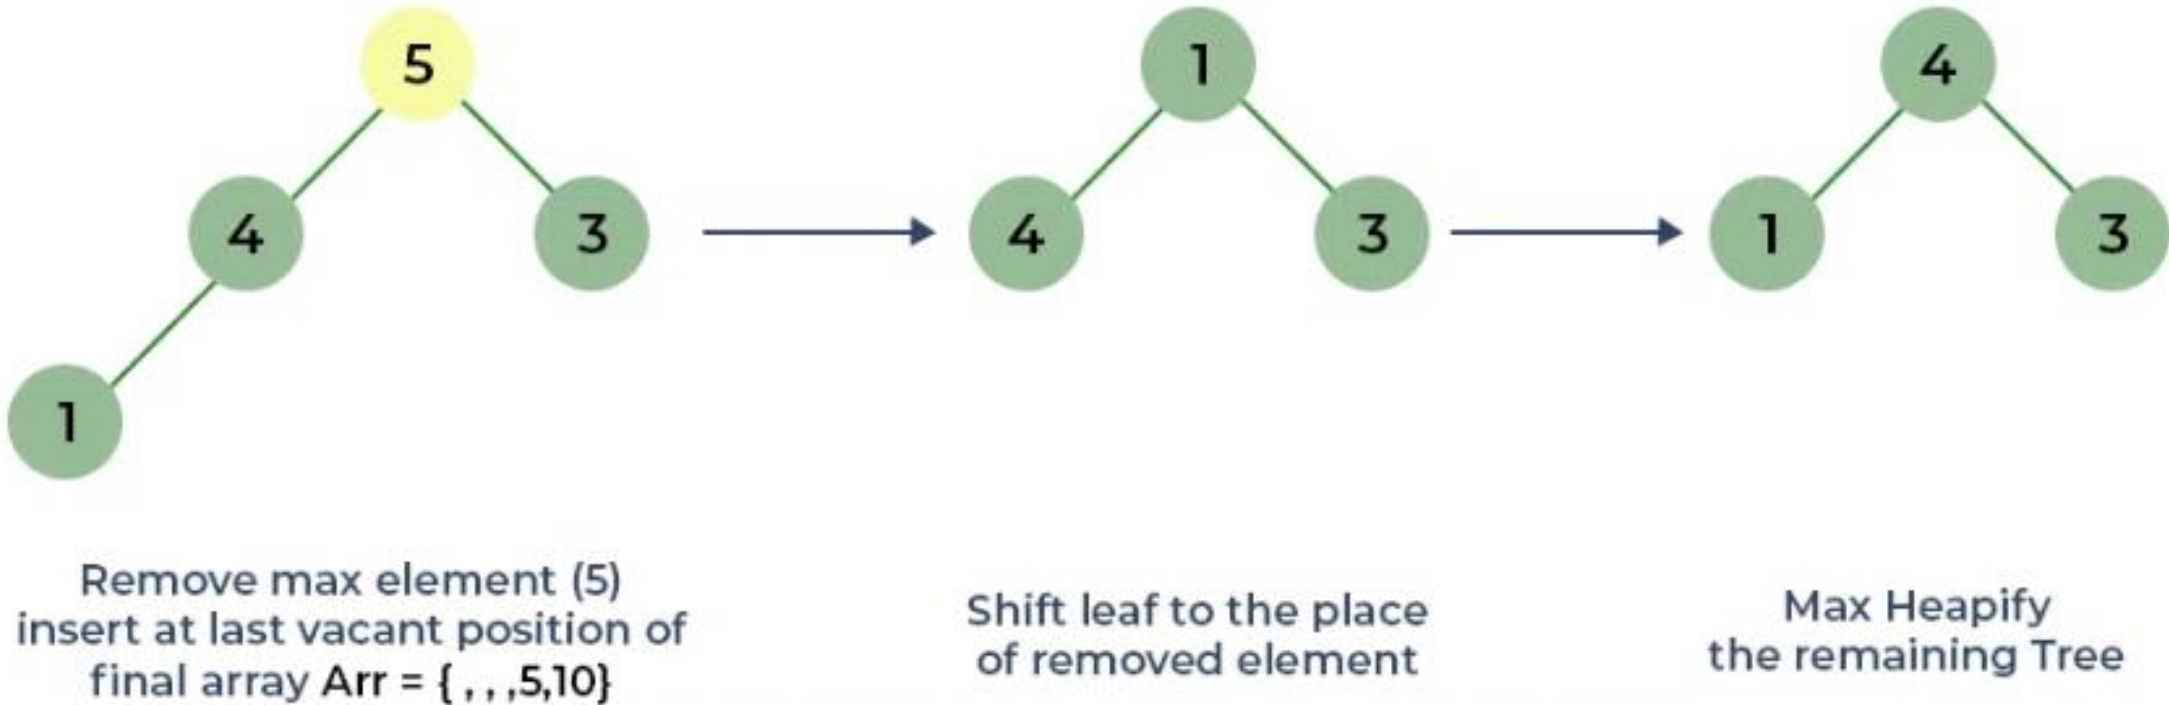 5
4
3
1
1
4
3
4
1
3
Remove max element (5)
insert at last vacant position of
final array Arr = { , , ,5,10}
Shift leaf to the place
of removed element
Max Heapify
the remaining Tree